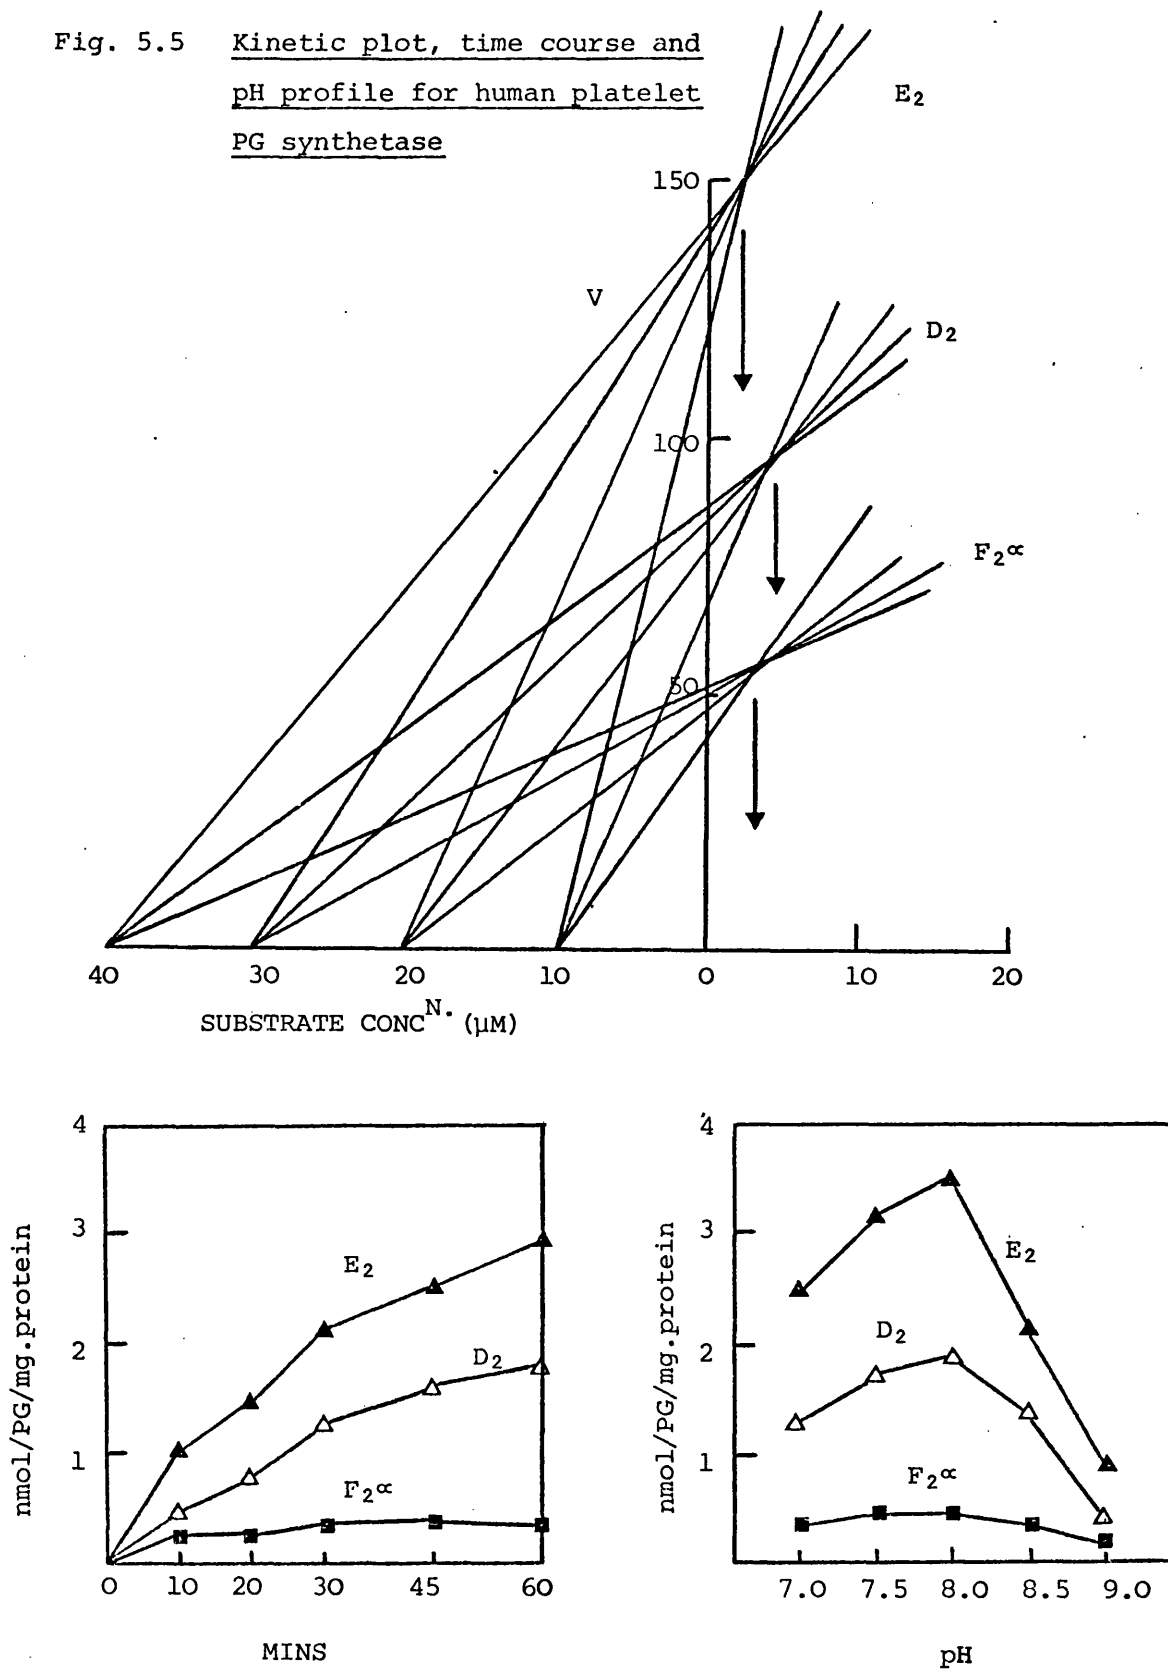 Fig. 5.5 Kinetic plot, time course and
pH profile for human platelet
PG synthetase
E₂
150
V
D₂
100
F₂∝
50
40 30 20 10 0 10 20
SUBSTRATE CONCᴺ· (µM)
nmol/PG/mg.protein
4
3
2
1
E₂
D₂
F₂∝
0 10 20 30 45 60
MINS
nmol/PG/mg.protein
4
3
2
1
E₂
D₂
F₂∝
7.0 7.5 8.0 8.5 9.0
pH